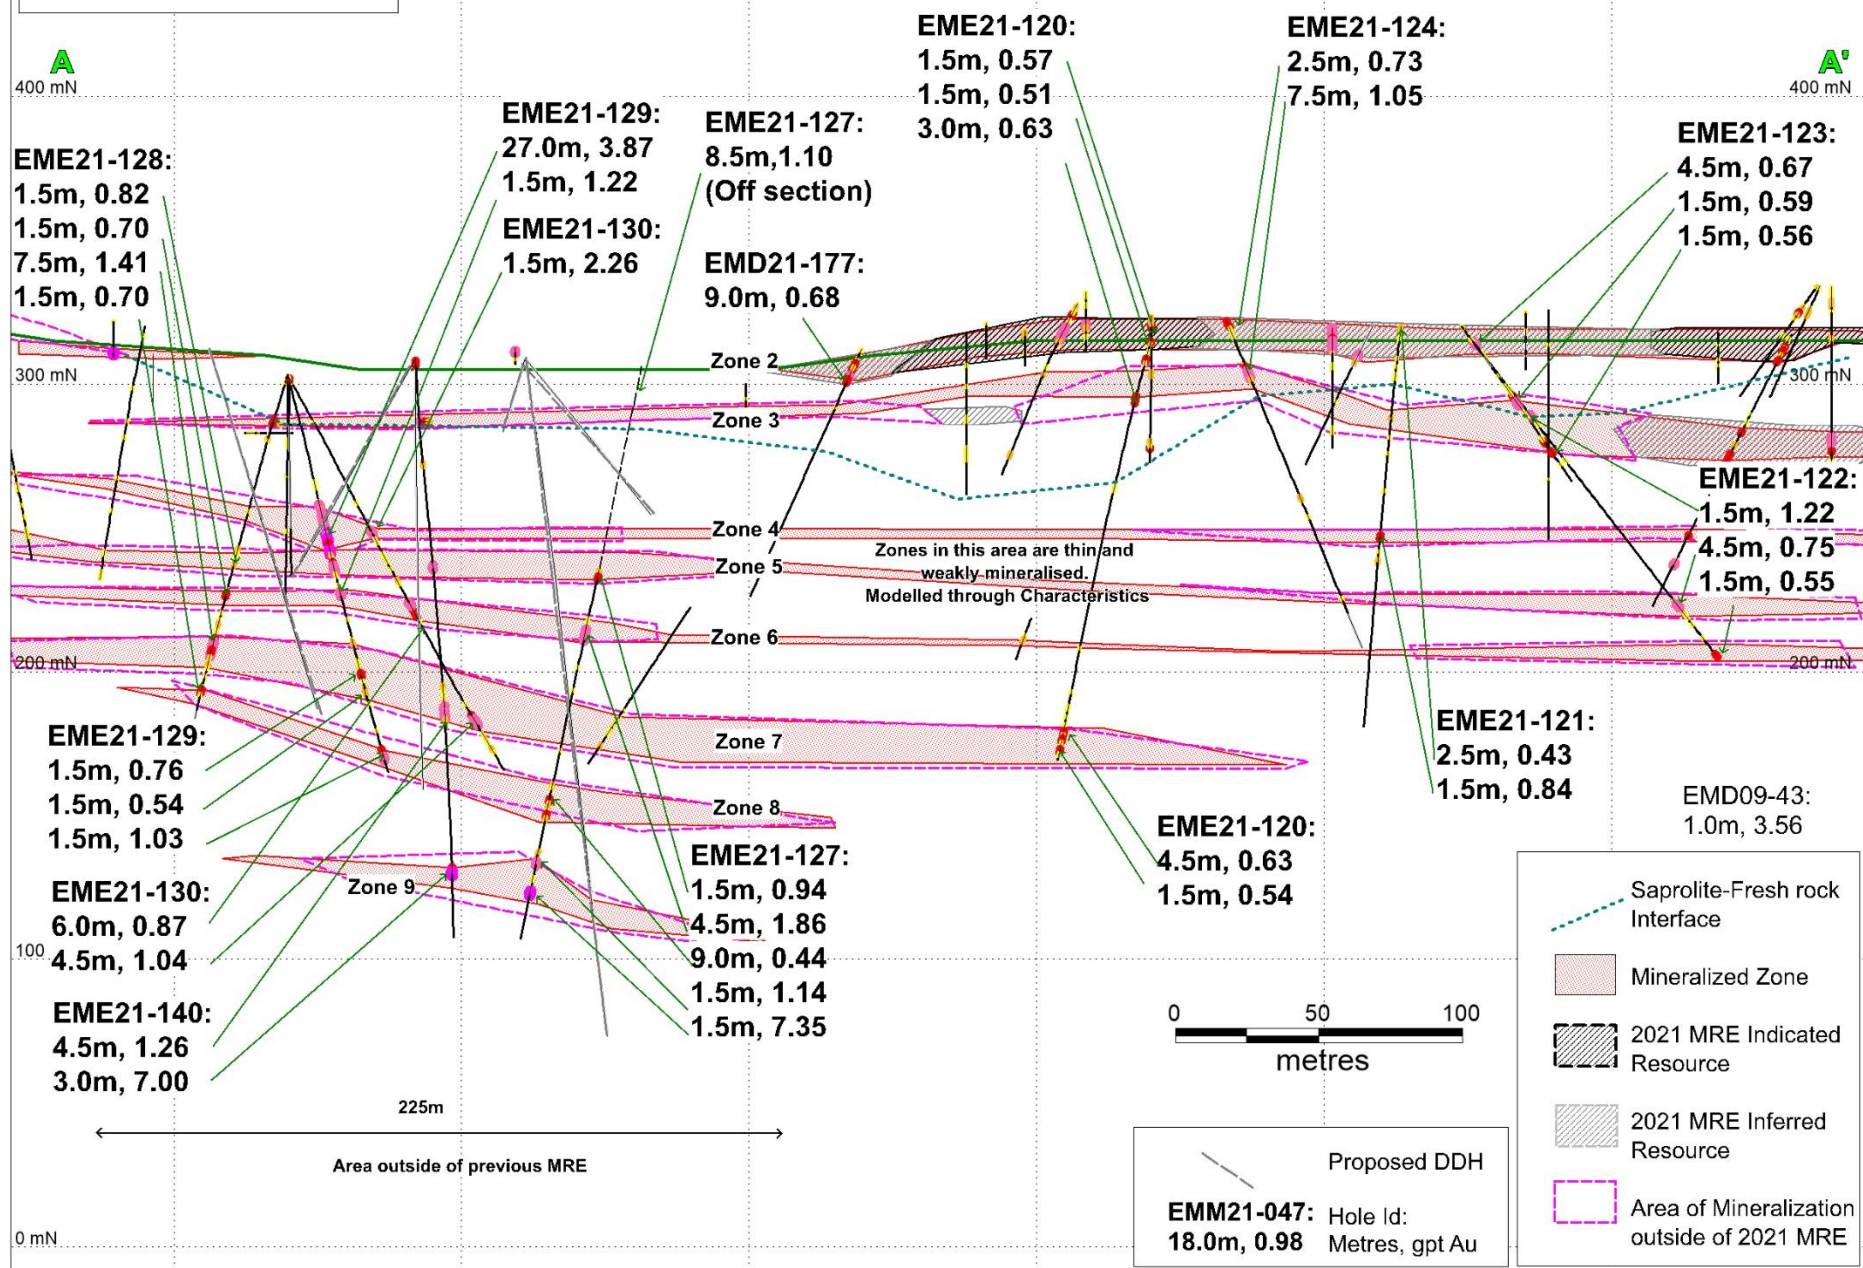 A
A'
400 mN
400 mN
EME21-128:
1.5m, 0.82
1.5m, 0.70
7.5m, 1.41
1.5m, 0.70
EME21-129:
27.0m, 3.87
1.5m, 1.22
EME21-130:
1.5m, 2.26
EME21-127:
8.5m,1.10
(Off section)
EMD21-177:
9.0m, 0.68
EME21-120:
1.5m, 0.57
1.5m, 0.51
3.0m, 0.63
EME21-124:
2.5m, 0.73
7.5m, 1.05
EME21-123:
4.5m, 0.67
1.5m, 0.59
1.5m, 0.56
300 mN
300 mN
Zone 2
Zone 3
Zone 4
Zone 5
Zone 6
Zone 7
Zone 8
Zone 9
Zones in this area are thin and
weakly mineralised.
Modelled through Characteristics
EME21-122:
1.5m, 1.22
4.5m, 0.75
1.5m, 0.55
200 mN
200 mN
EME21-129:
1.5m, 0.76
1.5m, 0.54
1.5m, 1.03
EME21-130:
6.0m, 0.87
4.5m, 1.04
EME21-140:
4.5m, 1.26
3.0m, 7.00
EME21-127:
1.5m, 0.94
4.5m, 1.86
9.0m, 0.44
1.5m, 1.14
1.5m, 7.35
EME21-120:
4.5m, 0.63
1.5m, 0.54
EME21-121:
2.5m, 0.43
1.5m, 0.84
EMD09-43:
1.0m, 3.56
100
225m
Area outside of previous MRE
0 mN
0 50 100
metres
Proposed DDH
EMM21-047: Hole Id:
18.0m, 0.98 Metres, gpt Au
Saprolite-Fresh rock
Interface
Mineralized Zone
2021 MRE Indicated
Resource
2021 MRE Inferred
Resource
Area of Mineralization
outside of 2021 MRE